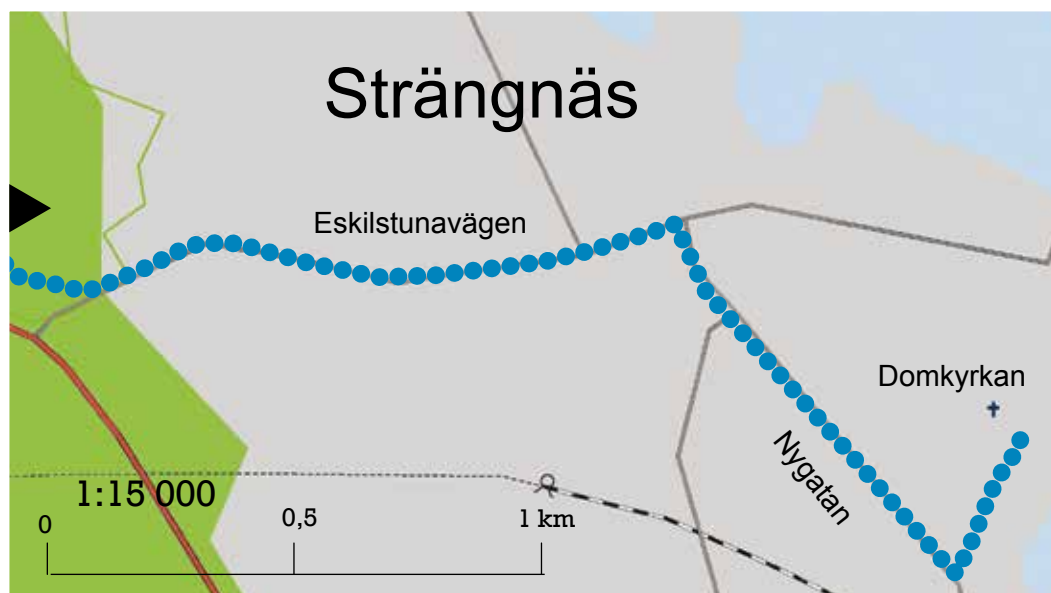 Strängnäs
Eskilstunavägen
Domkyrkan
Nygatan
1:15 000
0
0,5
1 km